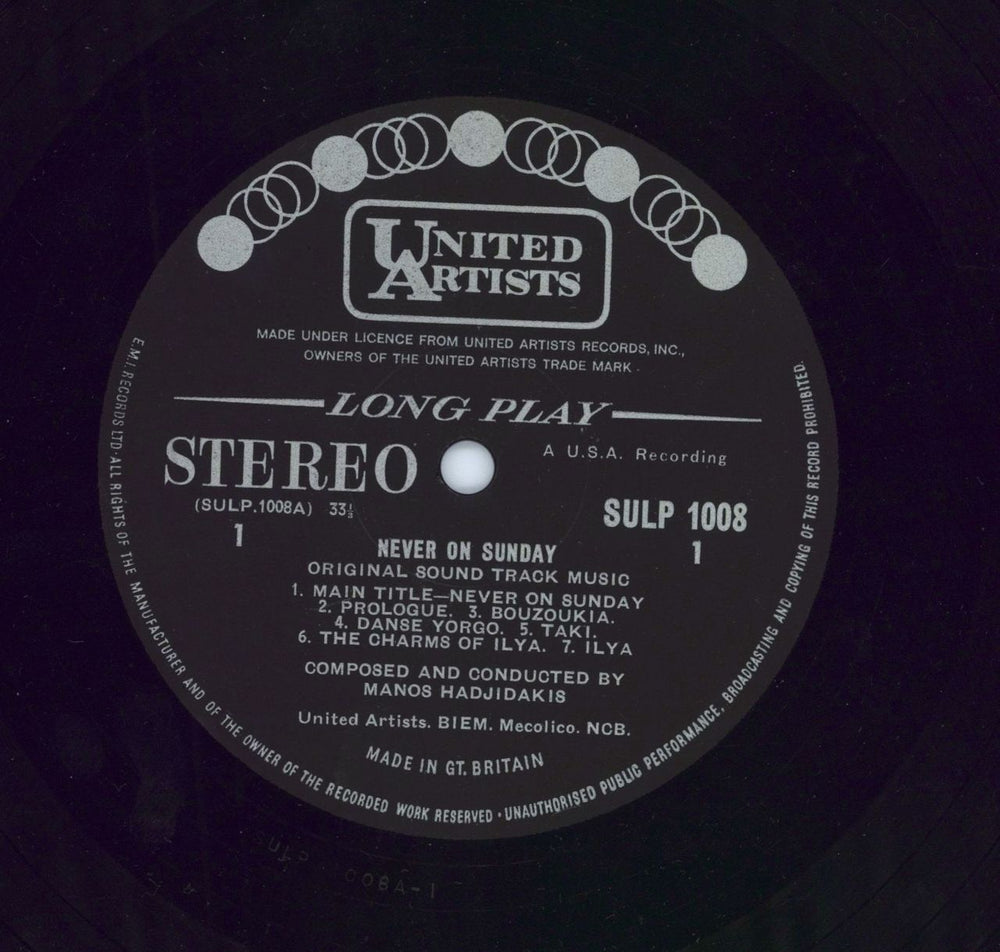 UNITED
ARTISTS
MADE UNDER LICENCE FROM UNITED ARTISTS RECORDS, INC.,
OWNERS OF THE UNITED ARTISTS TRADE MARK.
LONG PLAY
STEREO
A U.S.A. Recording
(SULP.1008A) 33⅓
SULP 1008
1
1
NEVER ON SUNDAY
ORIGINAL SOUND TRACK MUSIC
1. MAIN TITLE—NEVER ON SUNDAY
2. PROLOGUE. 3. BOUZOUKIA.
4. DANSE YORGO. 5. TAKI.
6. THE CHARMS OF ILYA. 7. ILYA
COMPOSED AND CONDUCTED BY
MANOS HADJIDAKIS
United Artists. BIEM. Mecolico. NCB.
MADE IN GT. BRITAIN
E.M.I. RECORDS LTD·ALL RIGHTS OF THE MANUFACTURER AND OF THE OWNER OF THE RECORDED WORK RESERVED·UNAUTHORISED PUBLIC PERFORMANCE, BROADCASTING AND COPYING OF THIS RECORD PROHIBITED.
008A-1